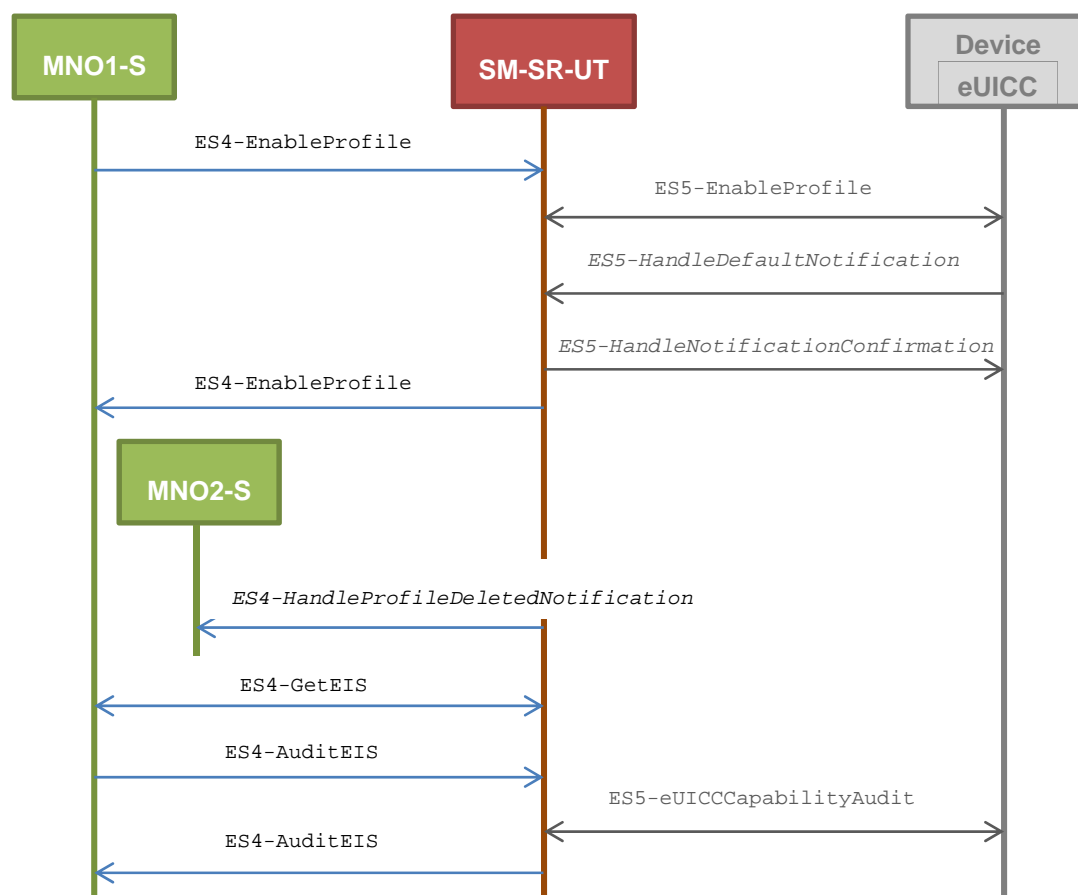 MNO1-S
SM-SR-UT
Device
eUICC
ES4-EnableProfile
ES5-EnableProfile
ES5-HandleDefaultNotification
ES5-HandleNotificationConfirmation
ES4-EnableProfile
MNO2-S
ES4-HandleProfileDeletedNotification
ES4-GetEIS
ES4-AuditEIS
ES5-eUICCCapabilityAudit
ES4-AuditEIS